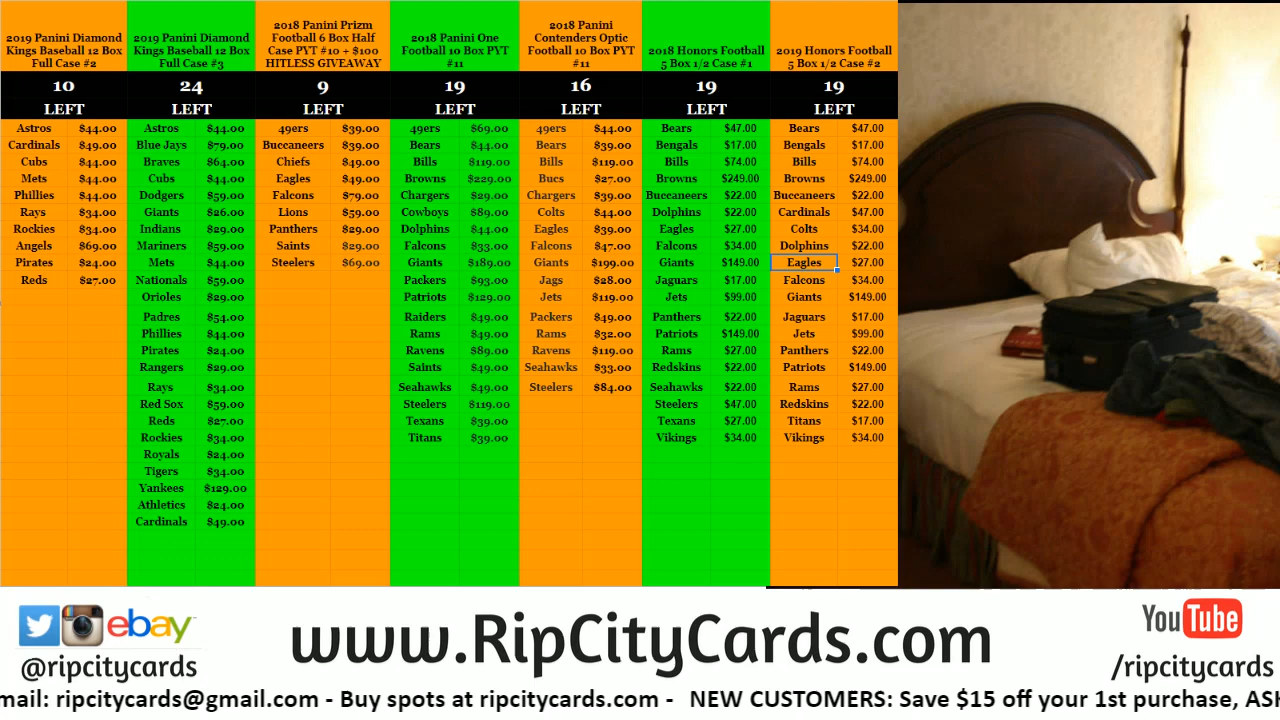 2019 Panini Diamond
Kings Baseball 12 Box
Full Case #2
10
LEFT
Astros $44.00
Cardinals $49.00
Cubs $44.00
Mets $44.00
Phillies $44.00
Rays $34.00
Rockies $34.00
Angels $69.00
Pirates $24.00
Reds $27.00
2019 Panini Diamond
Kings Baseball 12 Box
Full Case #3
24
LEFT
Astros $44.00
Blue Jays $79.00
Braves $64.00
Cubs $44.00
Dodgers $59.00
Giants $26.00
Indians $29.00
Mariners $59.00
Mets $44.00
Nationals $59.00
Orioles $29.00
Padres $54.00
Phillies $44.00
Pirates $24.00
Rangers $29.00
Rays $34.00
Red Sox $59.00
Reds $27.00
Rockies $34.00
Royals $24.00
Tigers $34.00
Yankees $129.00
Athletics $24.00
Cardinals $49.00
2018 Panini Prizm
Football 6 Box Half
Case PYT #10 + $100
HITLESS GIVEAWAY
9
LEFT
49ers $39.00
Buccaneers $39.00
Chiefs $49.00
Eagles $49.00
Falcons $79.00
Lions $59.00
Panthers $29.00
Saints $29.00
Steelers $69.00
2018 Panini One
Football 10 Box PYT
#11
19
LEFT
49ers $69.00
Bears $44.00
Bills $119.00
Browns $229.00
Chargers $29.00
Cowboys $89.00
Dolphins $44.00
Falcons $33.00
Giants $189.00
Packers $93.00
Patriots $129.00
Raiders $49.00
Rams $49.00
Ravens $89.00
Saints $49.00
Seahawks $49.00
Steelers $119.00
Texans $39.00
Titans $39.00
2018 Panini
Contenders Optic
Football 10 Box PYT
#11
16
LEFT
49ers $44.00
Bears $39.00
Bills $119.00
Bucs $27.00
Chargers $39.00
Colts $44.00
Eagles $39.00
Falcons $47.00
Giants $199.00
Jags $28.00
Jets $119.00
Packers $49.00
Rams $32.00
Ravens $119.00
Seahawks $33.00
Steelers $84.00
2018 Honors Football
5 Box 1/2 Case #1
19
LEFT
Bears $47.00
Bengals $17.00
Bills $74.00
Browns $249.00
Buccaneers $22.00
Dolphins $22.00
Eagles $27.00
Falcons $34.00
Giants $149.00
Jaguars $17.00
Jets $99.00
Panthers $22.00
Patriots $149.00
Rams $27.00
Redskins $22.00
Seahawks $22.00
Steelers $47.00
Texans $27.00
Vikings $34.00
2019 Honors Football
5 Box 1/2 Case #2
19
LEFT
Bears $47.00
Bengals $17.00
Bills $74.00
Browns $249.00
Buccaneers $22.00
Cardinals $47.00
Colts $34.00
Dolphins $22.00
Eagles $27.00
Falcons $34.00
Giants $149.00
Jaguars $17.00
Jets $99.00
Panthers $22.00
Patriots $149.00
Rams $27.00
Redskins $22.00
Titans $17.00
Vikings $34.00
ebay
@ripcitycards
www.RipCityCards.com
YouTube
/ripcitycards
mail: ripcitycards@gmail.com - Buy spots at ripcitycards.com - NEW CUSTOMERS: Save $15 off your 1st purchase, ASK